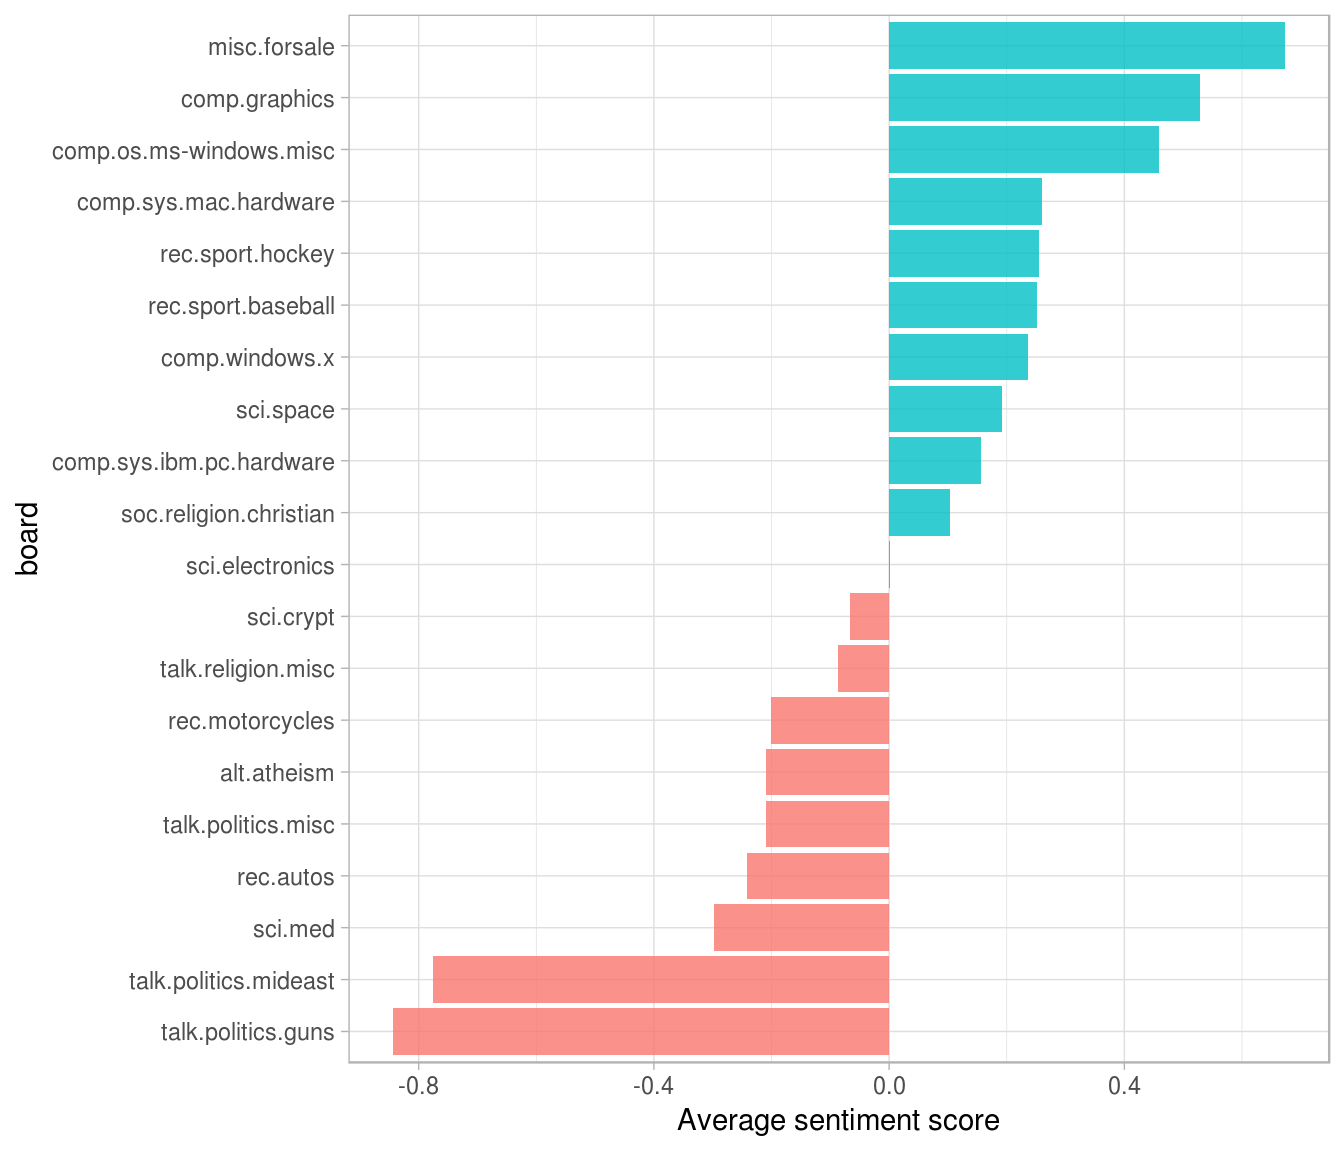 misc.forsale
comp.graphics
comp.os.ms-windows.misc
comp.sys.mac.hardware
rec.sport.hockey
rec.sport.baseball
comp.windows.x
sci.space
comp.sys.ibm.pc.hardware
soc.religion.christian
sci.electronics
sci.crypt
talk.religion.misc
rec.motorcycles
alt.atheism
talk.politics.misc
rec.autos
sci.med
talk.politics.mideast
talk.politics.guns
board
-0.8 -0.4 0.0 0.4
Average sentiment score